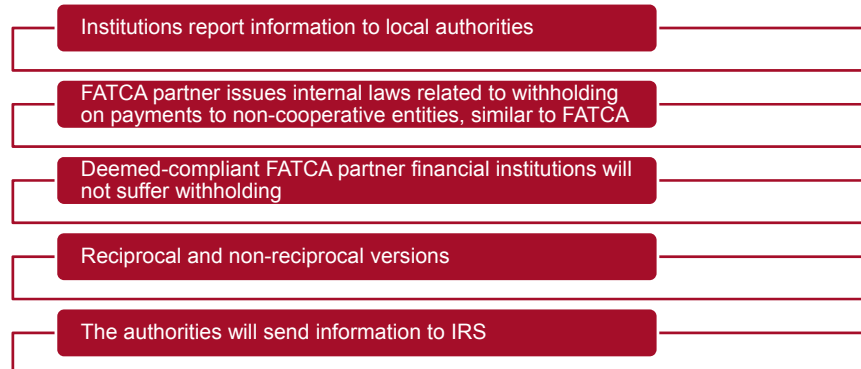 Institutions report information to local authorities
FATCA partner issues internal laws related to withholding
on payments to non-cooperative entities, similar to FATCA
Deemed-compliant FATCA partner financial institutions will
not suffer withholding
Reciprocal and non-reciprocal versions
The authorities will send information to IRS